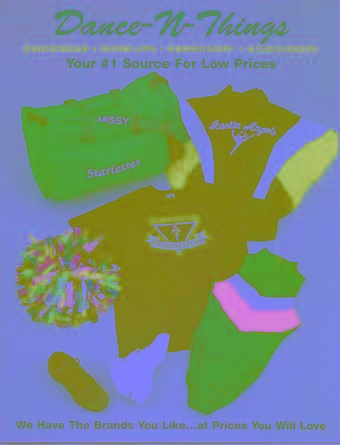 Dance-N-Things
Your #1 Source For Low Prices
MISSY
Austin Angels
Starlettes
We Have The Brands You Like...at Prices You Will Love